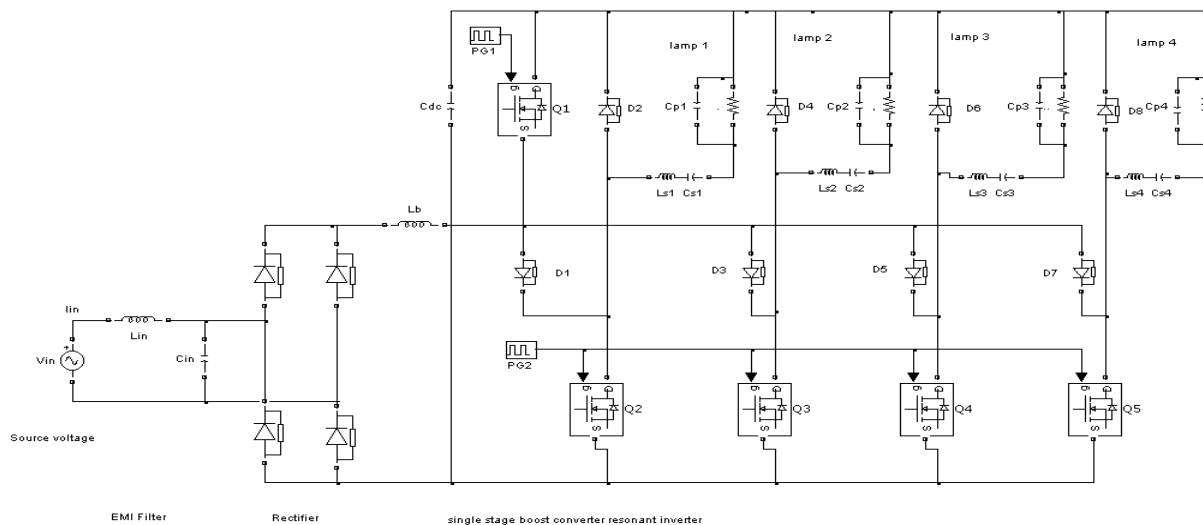 lamp 1
lamp 2
lamp 3
lamp 4
PG1
g
D
S
Q1
Cdc
D2
Cp1
D4
Cp2
D6
Cp3
D8
Cp4
Ls1 Cs1
Ls2 Cs2
Ls3 Cs3
Ls4 Cs4
Lb
D1
D3
D5
D7
Iin
+
Lin
Vin
Cin
PG2
g
D
S
Q2
g
D
S
Q3
g
D
S
Q4
g
D
S
Q5
Source voltage
EMI Filter
Rectifier
single stage boost converter resonant inverter